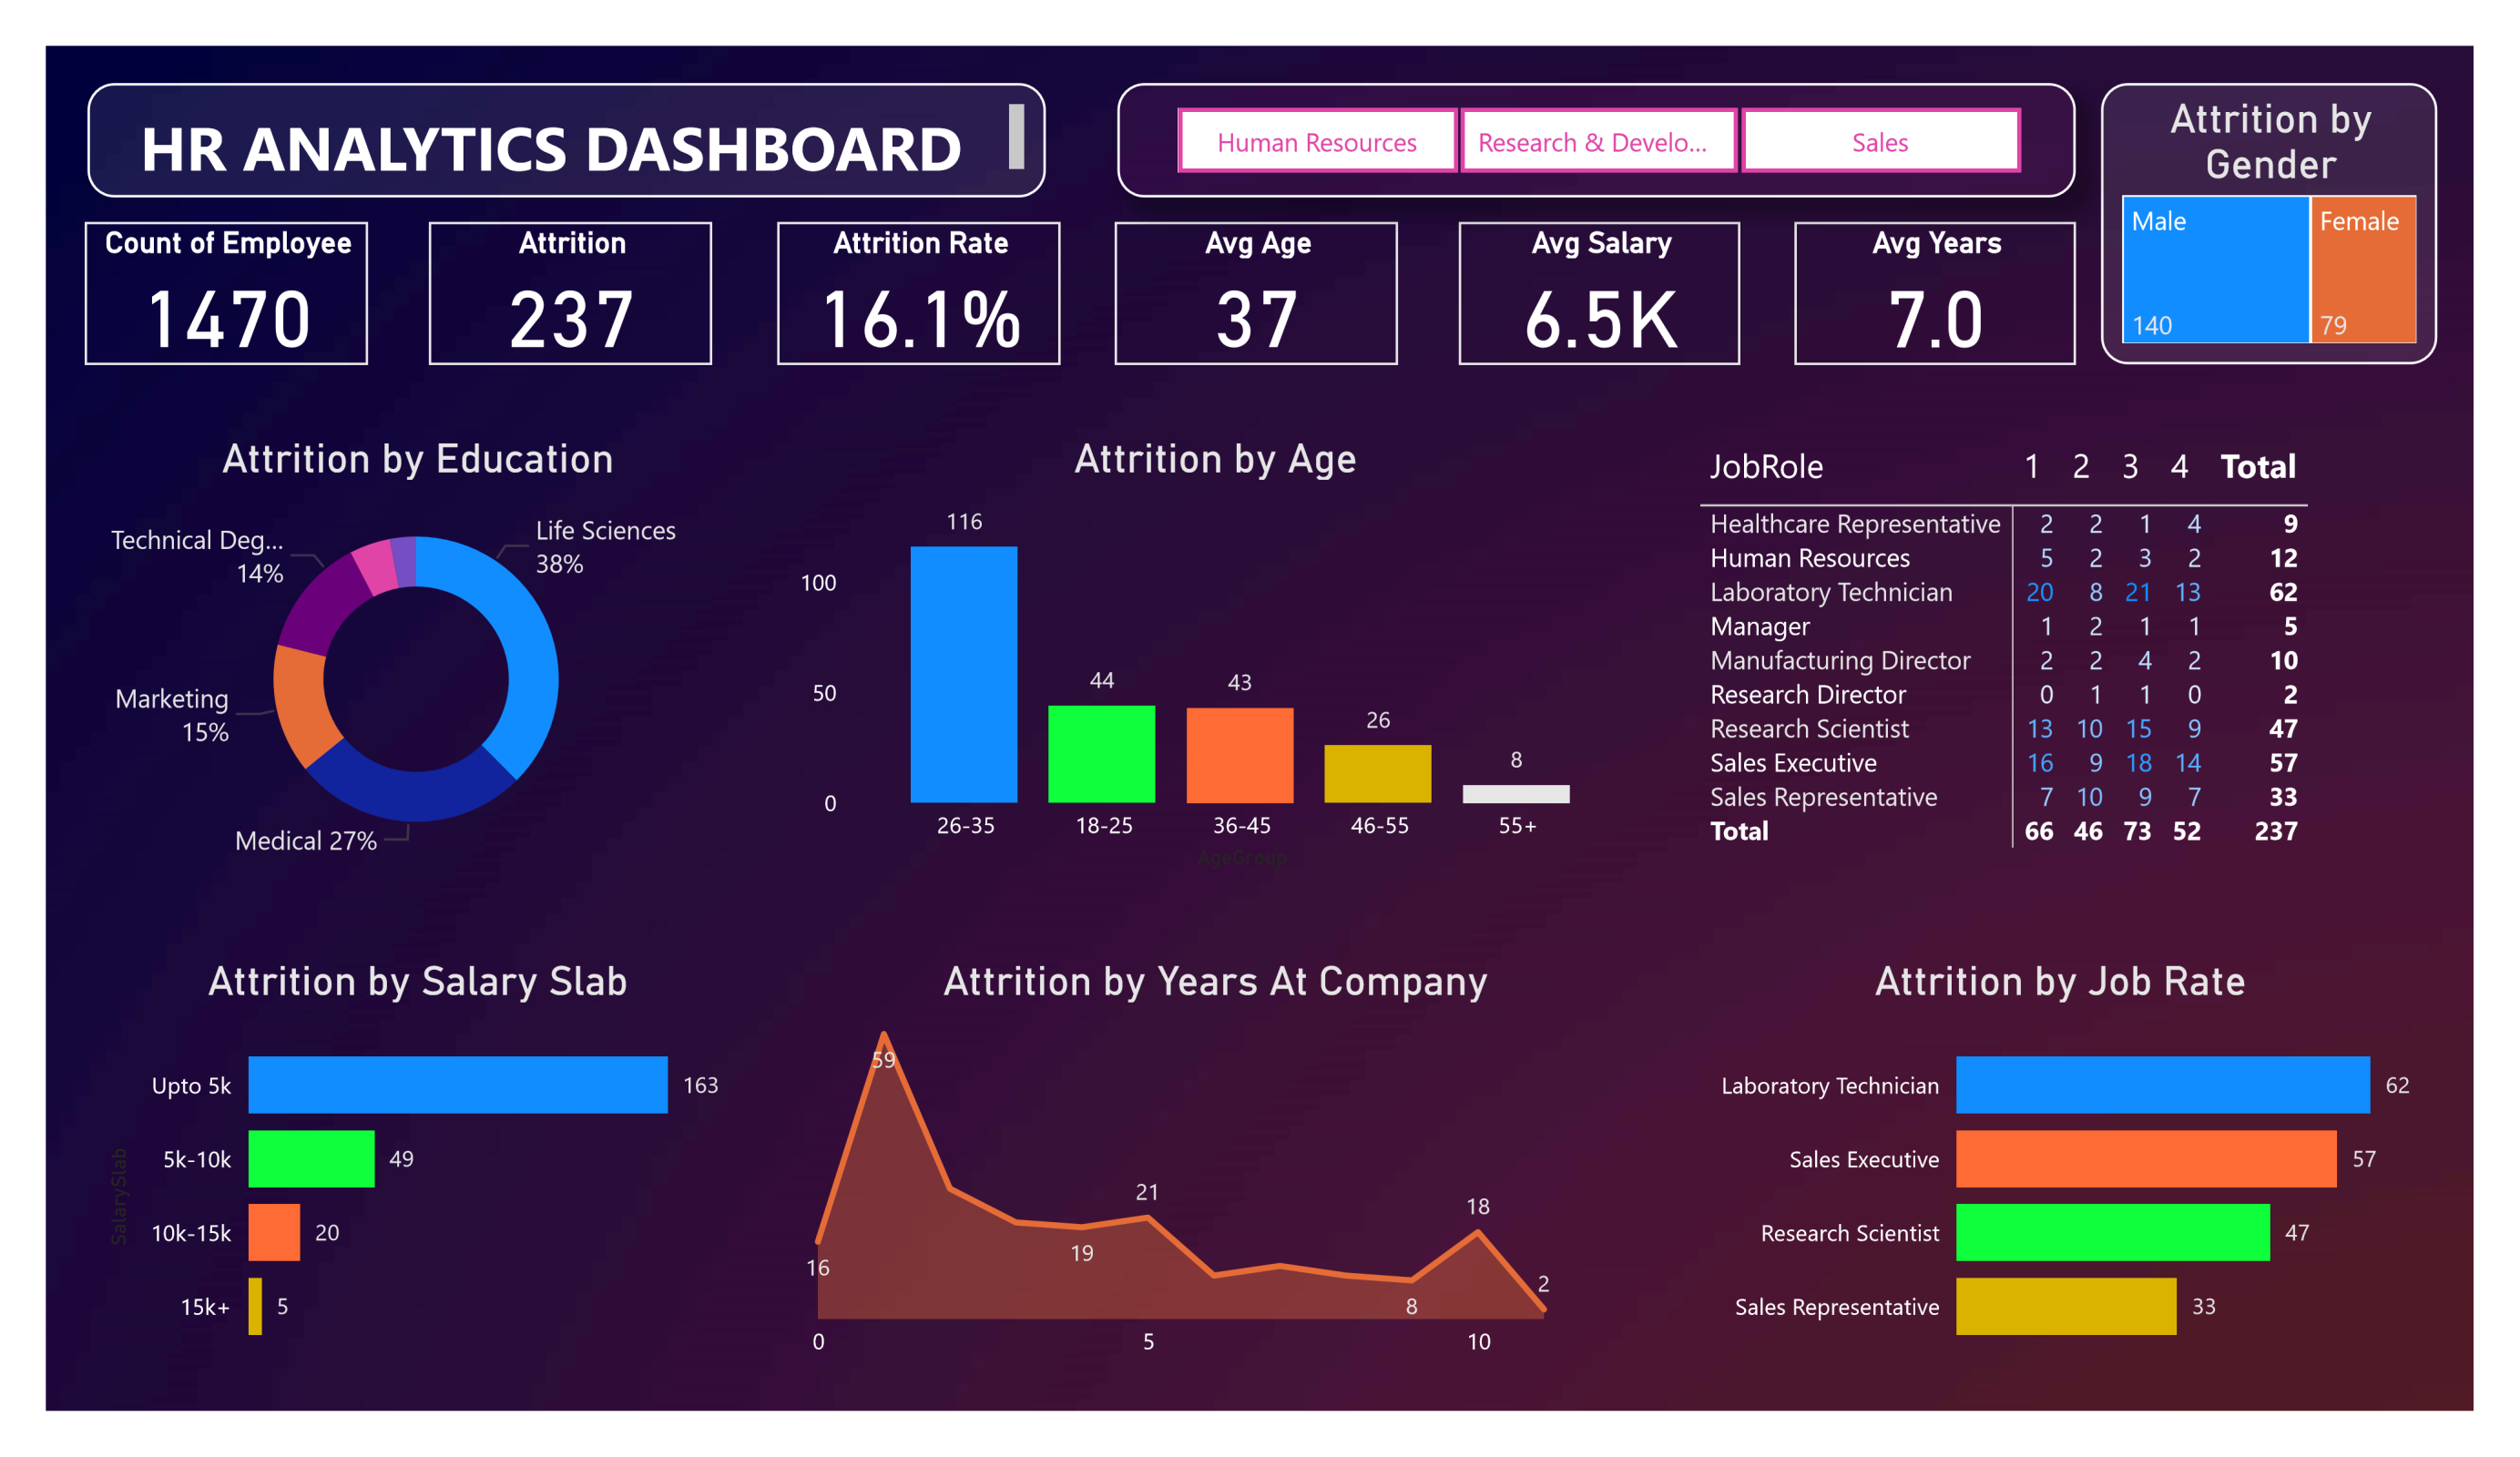 HR ANALYTICS DASHBOARD
Human Resources
Research & Develo...
Sales
Attrition by
Gender
Male
Female
140
79
Count of Employee
1470
Attrition
237
Attrition Rate
16.1%
Avg Age
37
Avg Salary
6.5K
Avg Years
7.0
Attrition by Education
Life Sciences
38%
Technical Deg...
14%
Marketing
15%
Medical 27%
Attrition by Age
116
100
44
43
50
26
8
0
26-35 18-25 36-45 46-55 55+
AgeGroup
JobRole 1 2 3 4 Total
Healthcare Representative 2 2 1 4 9
Human Resources 5 2 3 2 12
Laboratory Technician 20 8 21 13 62
Manager 1 2 1 1 5
Manufacturing Director 2 2 4 2 10
Research Director 0 1 1 0 2
Research Scientist 13 10 15 9 47
Sales Executive 16 9 18 14 57
Sales Representative 7 10 9 7 33
Total 66 46 73 52 237
Attrition by Salary Slab
SalarySlab
Upto 5k 163
5k-10k 49
10k-15k 20
15k+ 5
Attrition by Years At Company
59
21
18
16
19
8
2
0 5 10
Attrition by Job Rate
Laboratory Technician 62
Sales Executive 57
Research Scientist 47
Sales Representative 33